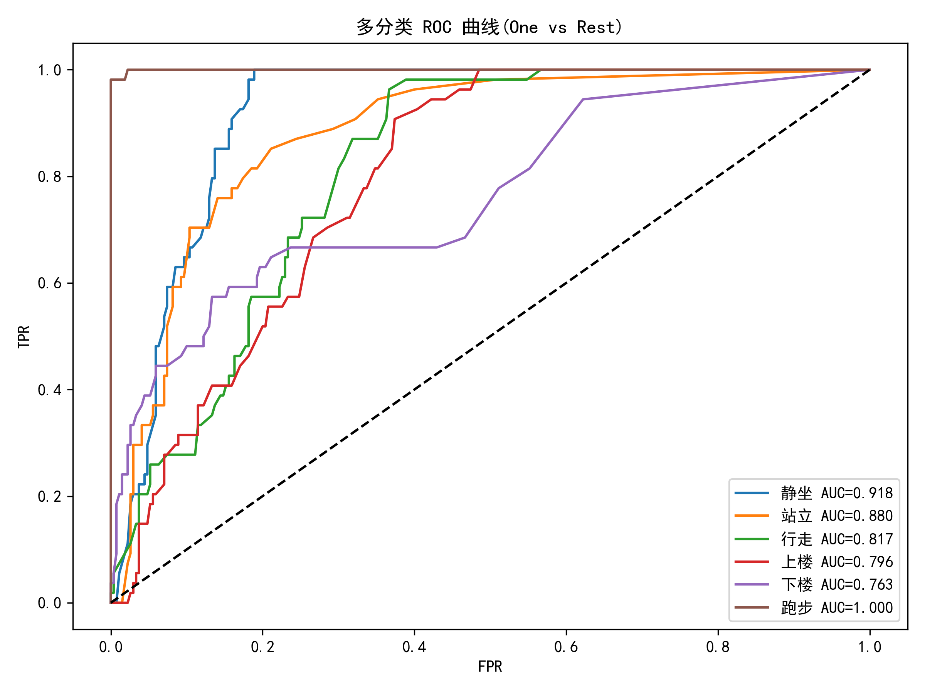 多分类 ROC 曲线(One vs Rest)
TPR
1.0
0.8
0.6
0.4
0.2
0.0
0.0 0.2 0.4 0.6 0.8 1.0
FPR
静坐 AUC=0.918
站立 AUC=0.880
行走 AUC=0.817
上楼 AUC=0.796
下楼 AUC=0.763
跑步 AUC=1.000